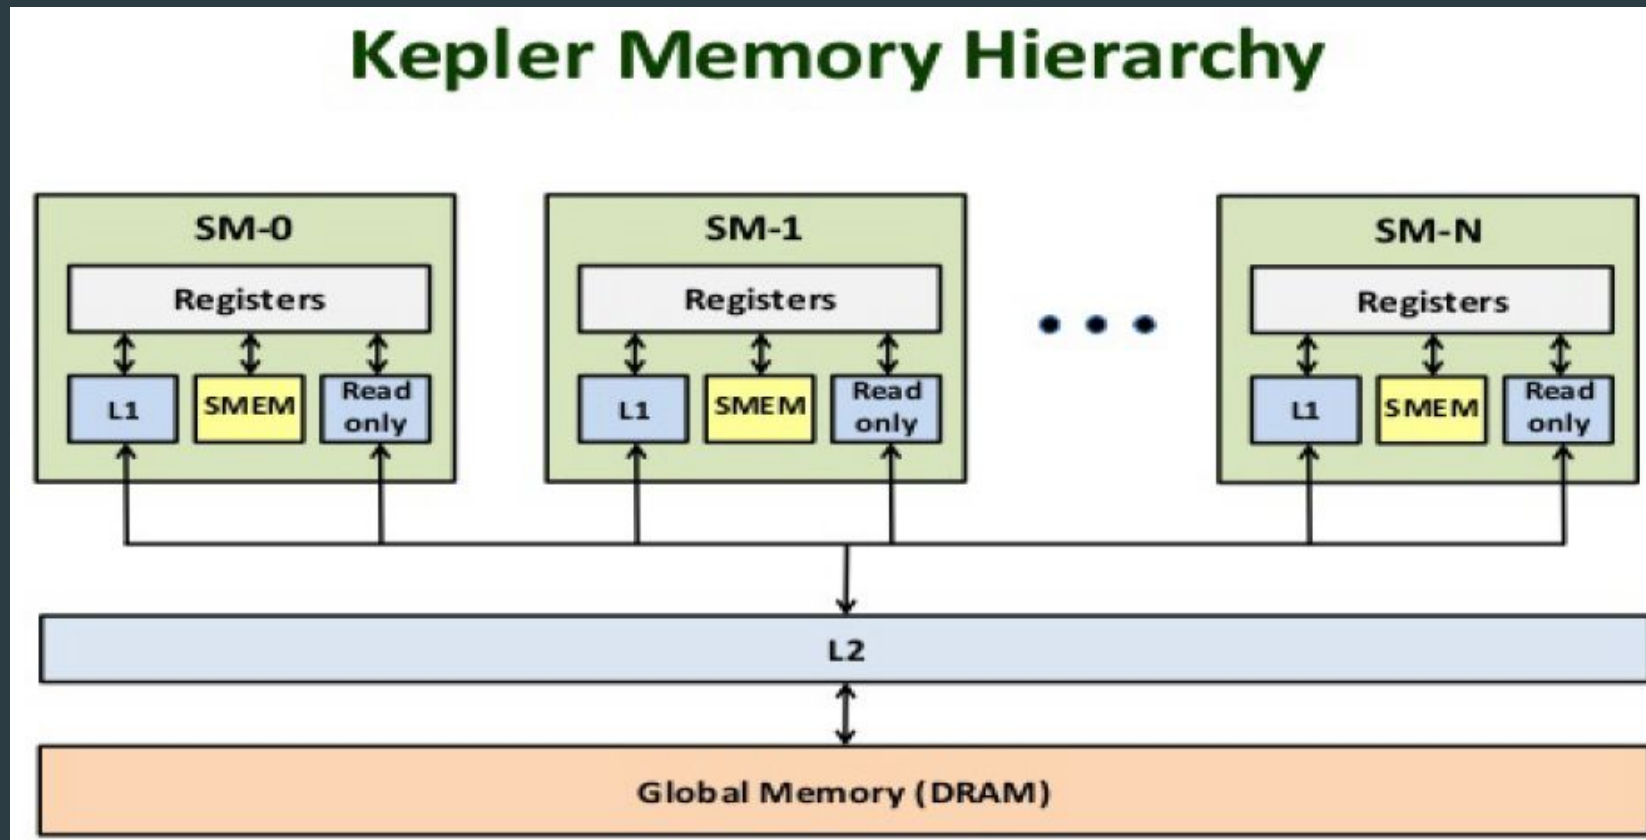 Kepler Memory Hierarchy
SM-0
Registers
L1
SMEM
Read
only
SM-1
Registers
L1
SMEM
Read
only
SM-N
Registers
L1
SMEM
Read
only
L2
Global Memory (DRAM)